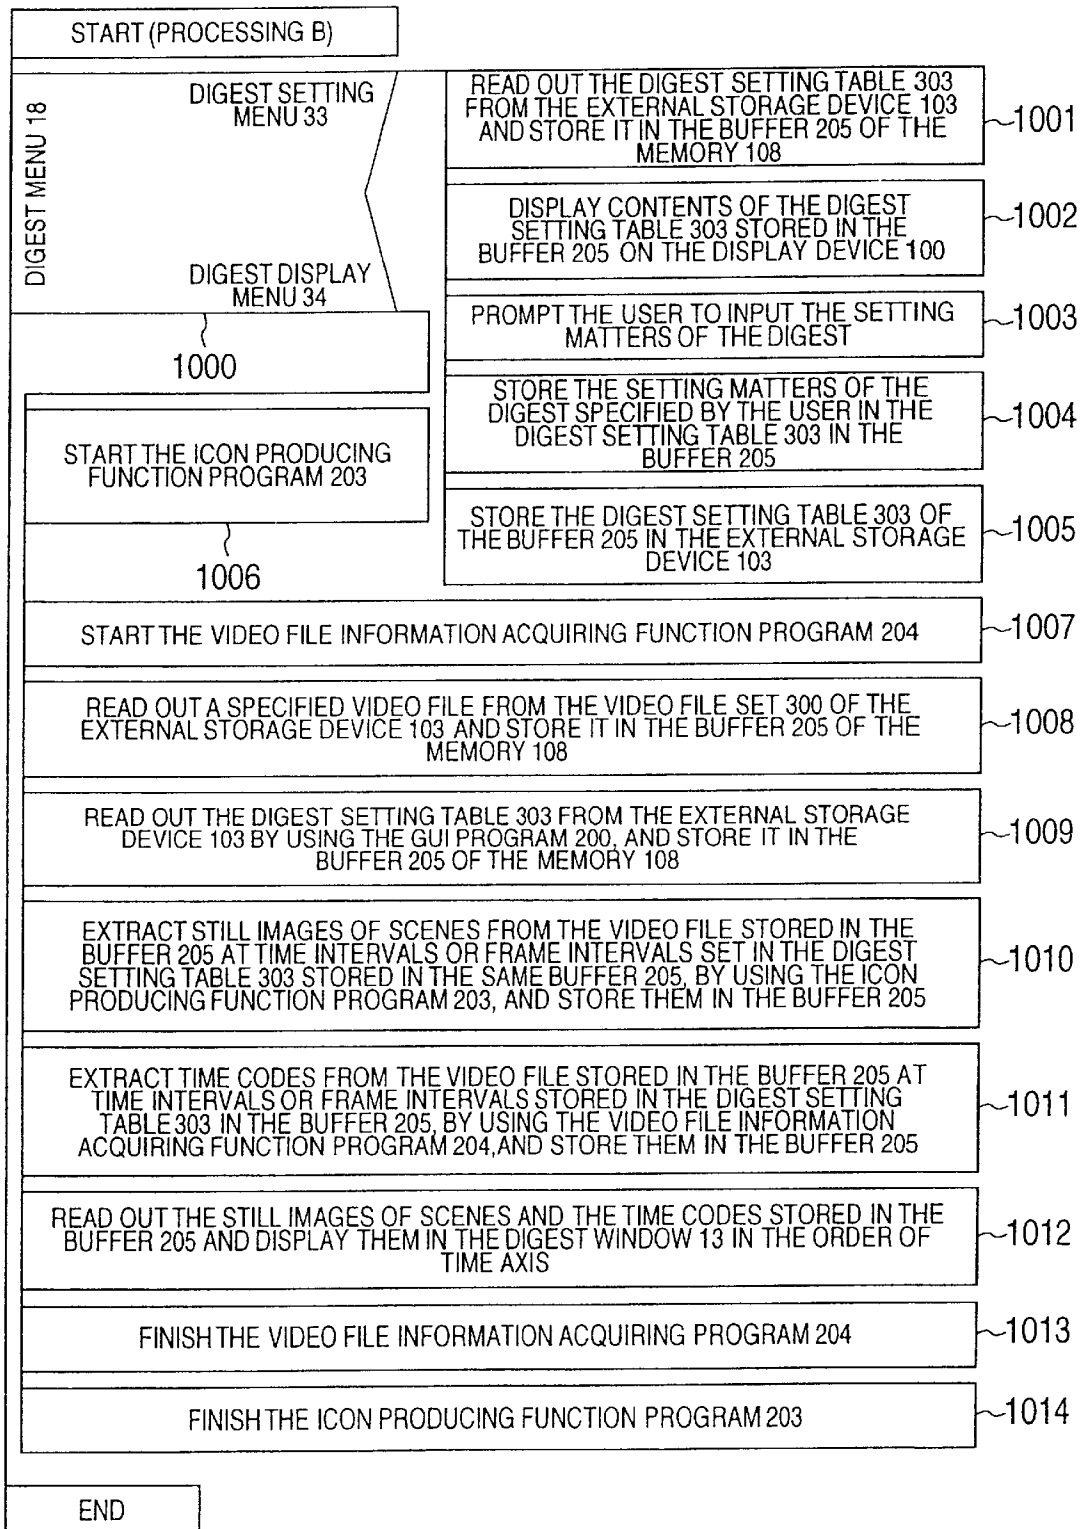 START (PROCESSING B)
DIGEST MENU 18
DIGEST SETTING
MENU 33
DIGEST DISPLAY
MENU 34
1000
READ OUT THE DIGEST SETTING TABLE 303
FROM THE EXTERNAL STORAGE DEVICE 103
AND STORE IT IN THE BUFFER 205 OF THE
MEMORY 108
1001
DISPLAY CONTENTS OF THE DIGEST
SETTING TABLE 303 STORED IN THE
BUFFER 205 ON THE DISPLAY DEVICE 100
1002
PROMPT THE USER TO INPUT THE SETTING
MATTERS OF THE DIGEST
1003
STORE THE SETTING MATTERS OF THE
DIGEST SPECIFIED BY THE USER IN THE
DIGEST SETTING TABLE 303 IN THE
BUFFER 205
1004
STORE THE DIGEST SETTING TABLE 303 OF
THE BUFFER 205 IN THE EXTERNAL STORAGE
DEVICE 103
1005
START THE ICON PRODUCING
FUNCTION PROGRAM 203
1006
START THE VIDEO FILE INFORMATION ACQUIRING FUNCTION PROGRAM 204
1007
READ OUT A SPECIFIED VIDEO FILE FROM THE VIDEO FILE SET 300 OF THE
EXTERNAL STORAGE DEVICE 103 AND STORE IT IN THE BUFFER 205 OF THE
MEMORY 108
1008
READ OUT THE DIGEST SETTING TABLE 303 FROM THE EXTERNAL STORAGE
DEVICE 103 BY USING THE GUI PROGRAM 200, AND STORE IT IN THE
BUFFER 205 OF THE MEMORY 108
1009
EXTRACT STILL IMAGES OF SCENES FROM THE VIDEO FILE STORED IN THE
BUFFER 205 AT TIME INTERVALS OR FRAME INTERVALS SET IN THE DIGEST
SETTING TABLE 303 STORED IN THE SAME BUFFER 205, BY USING THE ICON
PRODUCING FUNCTION PROGRAM 203, AND STORE THEM IN THE BUFFER 205
1010
EXTRACT TIME CODES FROM THE VIDEO FILE STORED IN THE BUFFER 205 AT
TIME INTERVALS OR FRAME INTERVALS STORED IN THE DIGEST SETTING
TABLE 303 IN THE BUFFER 205, BY USING THE VIDEO FILE INFORMATION
ACQUIRING FUNCTION PROGRAM 204, AND STORE THEM IN THE BUFFER 205
1011
READ OUT THE STILL IMAGES OF SCENES AND THE TIME CODES STORED IN THE
BUFFER 205 AND DISPLAY THEM IN THE DIGEST WINDOW 13 IN THE ORDER OF
TIME AXIS
1012
FINISH THE VIDEO FILE INFORMATION ACQUIRING PROGRAM 204
1013
FINISH THE ICON PRODUCING FUNCTION PROGRAM 203
1014
END